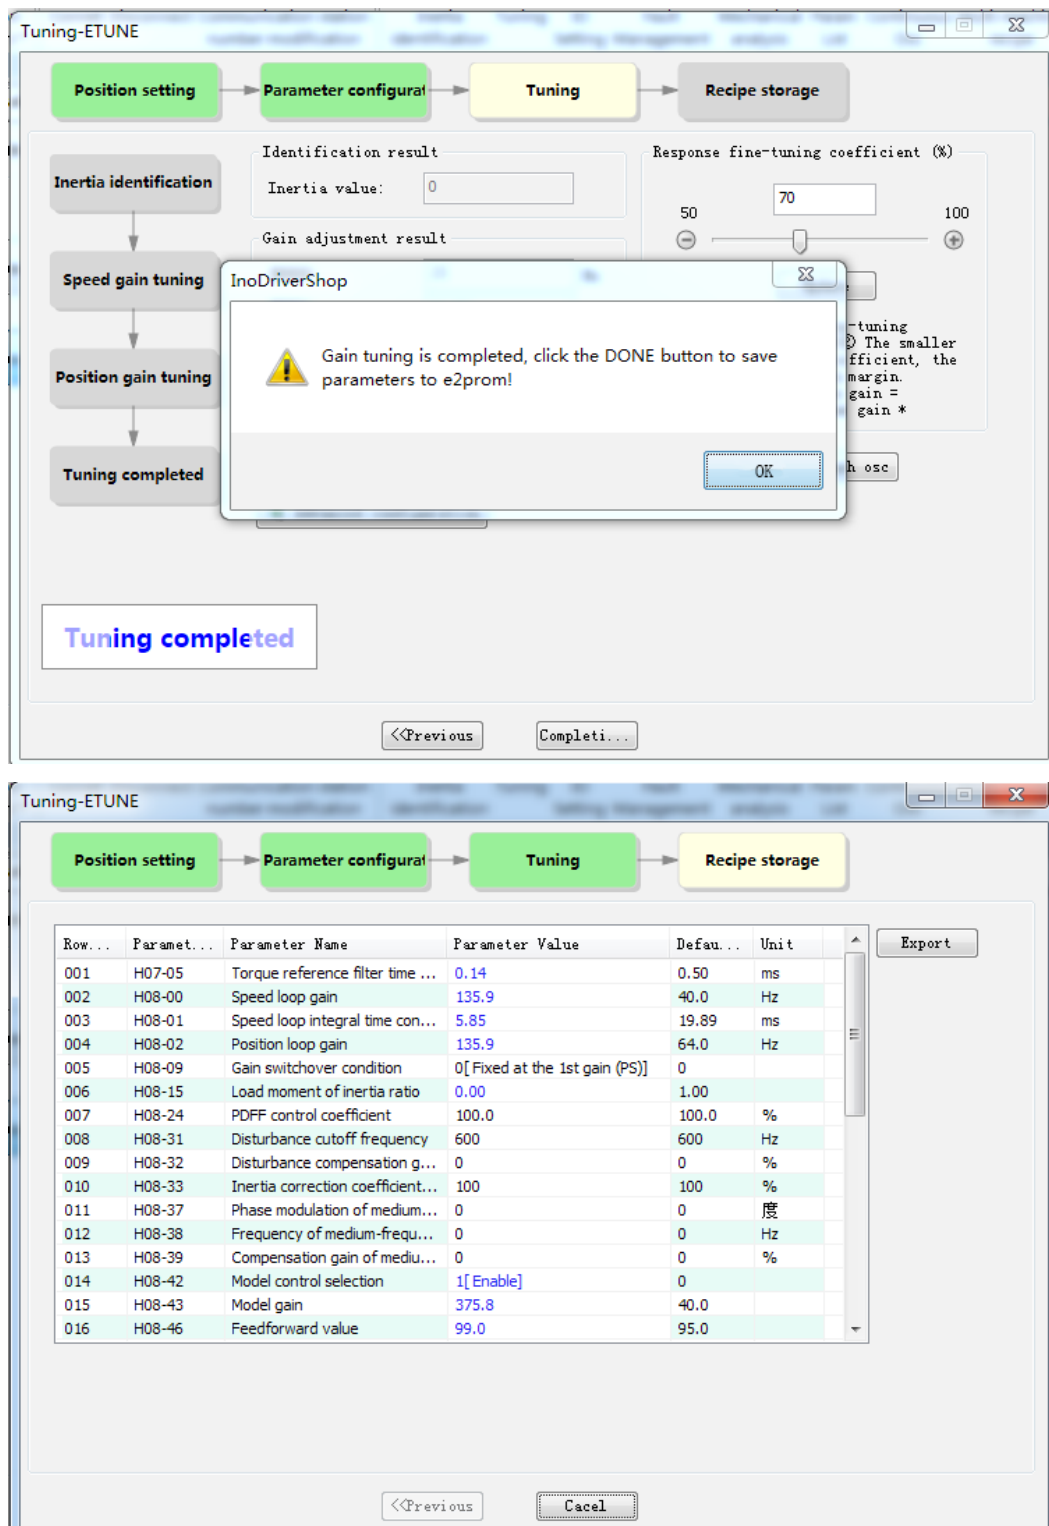 Tuning-ETUNE
Position setting
Parameter configurat
Tuning
Recipe storage
Identification result
Inertia value:
0
Response fine-tuning coefficient (%)
70
50
100
Inertia identification
Gain adjustment result
Speed gain tuning
InoDriverShop
-tuning
The smaller
fficient, the
margin.
gain =
gain *
Gain tuning is completed, click the DONE button to save
parameters to e2prom!
Position gain tuning
OK
Tuning completed
h osc
Tuning completed
<<Previous
Completi...
Tuning-ETUNE
Position setting
Parameter configurat
Tuning
Recipe storage
Row... Paramet... Parameter Name Parameter Value Defau... Unit
Export
001 H07-05 Torque reference filter time ... 0.14 0.50 ms
002 H08-00 Speed loop gain 135.9 40.0 Hz
003 H08-01 Speed loop integral time con... 5.85 19.89 ms
004 H08-02 Position loop gain 135.9 64.0 Hz
005 H08-09 Gain switchover condition 0[Fixed at the 1st gain (PS)] 0
006 H08-15 Load moment of inertia ratio 0.00 1.00
007 H08-24 PDFF control coefficient 100.0 100.0 %
008 H08-31 Disturbance cutoff frequency 600 600 Hz
009 H08-32 Disturbance compensation g... 0 0 %
010 H08-33 Inertia correction coefficient... 100 100 %
011 H08-37 Phase modulation of medium... 0 0 度
012 H08-38 Frequency of medium-frequ... 0 0 Hz
013 H08-39 Compensation gain of mediu... 0 0 %
014 H08-42 Model control selection 1[Enable] 0
015 H08-43 Model gain 375.8 40.0
016 H08-46 Feedforward value 99.0 95.0
<<Previous
Cacel